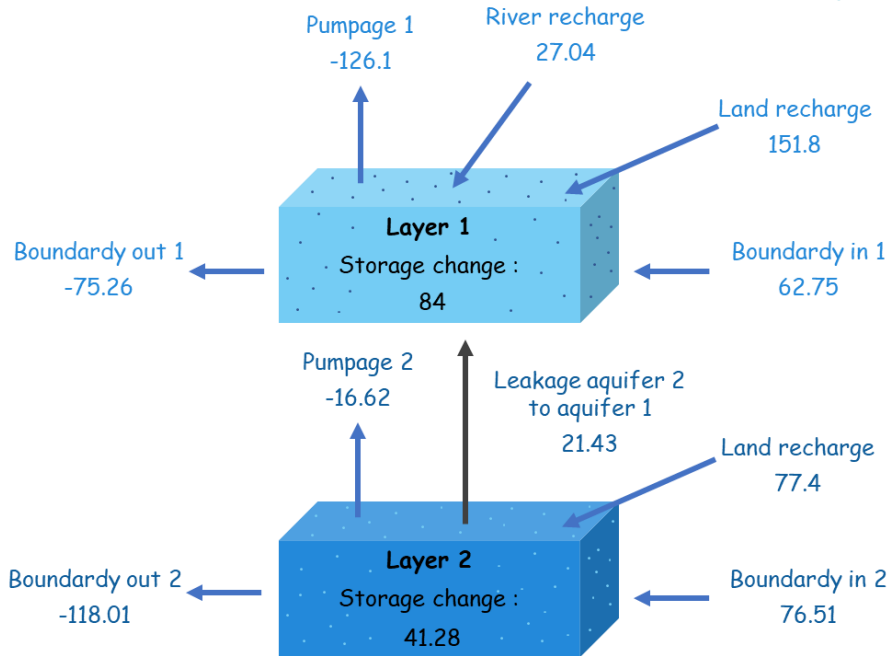 Pumpage 1
-126.1
River recharge
27.04
Land recharge
151.8
Layer 1
Storage change :
84
Boundardy out 1
-75.26
Boundardy in 1
62.75
Pumpage 2
-16.62
Leakage aquifer 2
to aquifer 1
21.43
Land recharge
77.4
Layer 2
Storage change :
41.28
Boundardy out 2
-118.01
Boundardy in 2
76.51